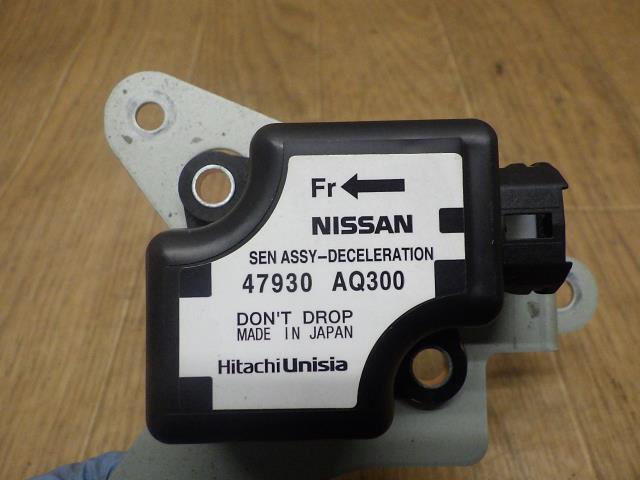 Fr
NISSAN
SEN ASSY-DECELERATION
47930 AQ300
DON'T DROP
MADE IN JAPAN
HitachiUnisia